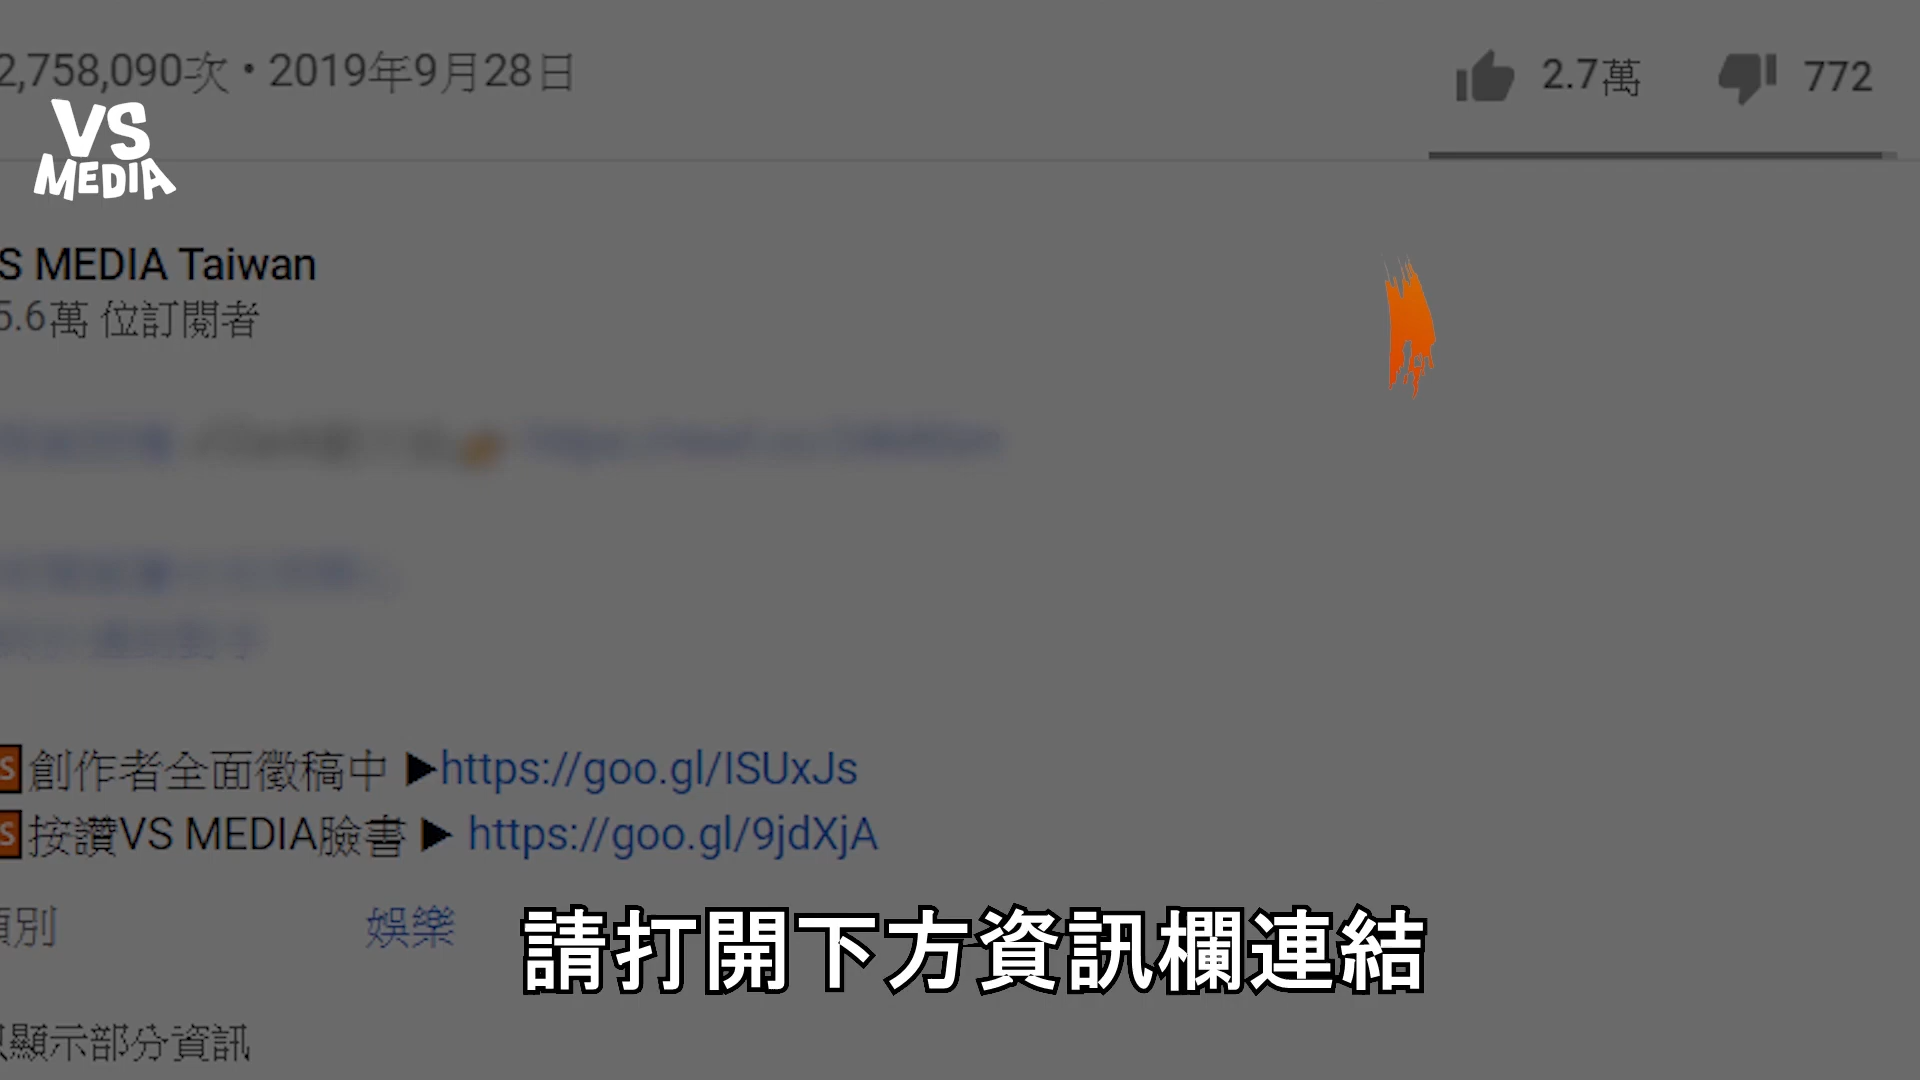 2,758,090次 • 2019年9月28日
2.7萬
772
VS
MEDIA
S MEDIA Taiwan
5.6萬 位訂閱者
創作者全面徵稿中 ▶https://goo.gl/ISUxJs
按讚VS MEDIA臉書 ▶ https://goo.gl/9jdXjA
類別 娛樂
請打開下方資訊欄連結
只顯示部分資訊